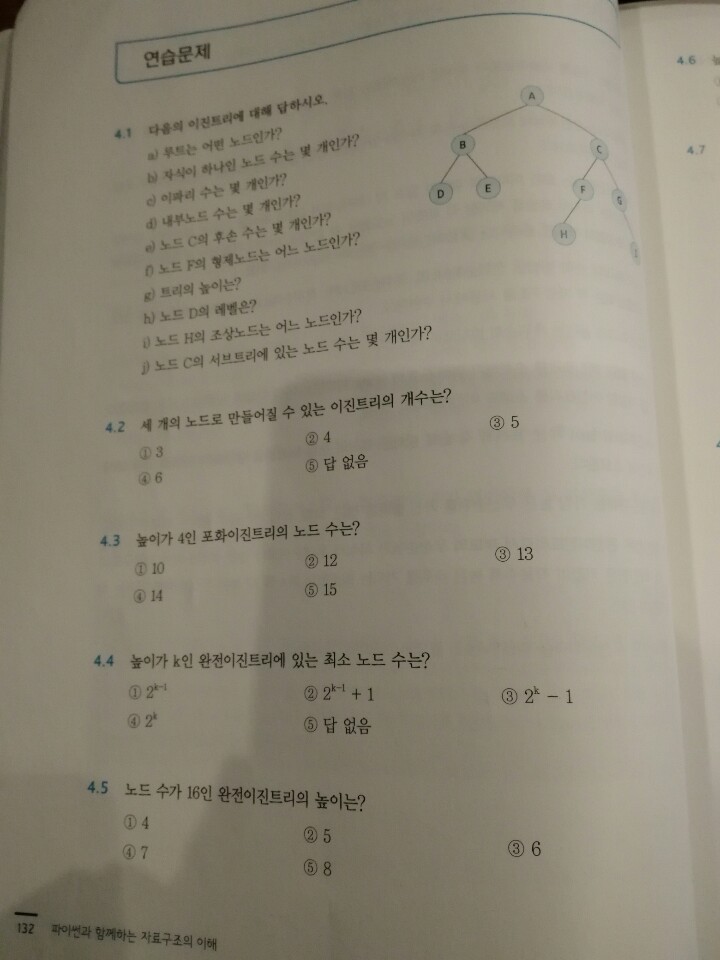 연습문제
4.1 다음의 이진트리에 대해 답하시오.
a) 루트는 어떤 노드인가?
b) 자식이 하나인 노드 수는 몇 개인가?
c) 이파리 수는 몇 개인가?
d) 내부노드 수는 몇 개인가?
e) 노드 C의 후손 수는 몇 개인가?
f) 노드 F의 형제노드는 어느 노드인가?
g) 트리의 높이는?
h) 노드 D의 레벨은?
i) 노드 H의 조상노드는 어느 노드인가?
j) 노드 C의 서브트리에 있는 노드 수는 몇 개인가?
A
B C
D E F G
H
4.2 세 개의 노드로 만들어질 수 있는 이진트리의 개수는?
① 3 ② 4 ③ 5
④ 6 ⑤ 답 없음
4.3 높이가 4인 포화이진트리의 노드 수는?
① 10 ② 12 ③ 13
④ 14 ⑤ 15
4.4 높이가 k인 완전이진트리에 있는 최소 노드 수는?
① 2ᵏ⁻¹ ② 2ᵏ⁻¹ + 1 ③ 2ᵏ − 1
④ 2ᵏ ⑤ 답 없음
4.5 노드 수가 16인 완전이진트리의 높이는?
① 4 ② 5 ③ 6
④ 7 ⑤ 8
132 파이썬과 함께하는 자료구조의 이해
4.6
4.7